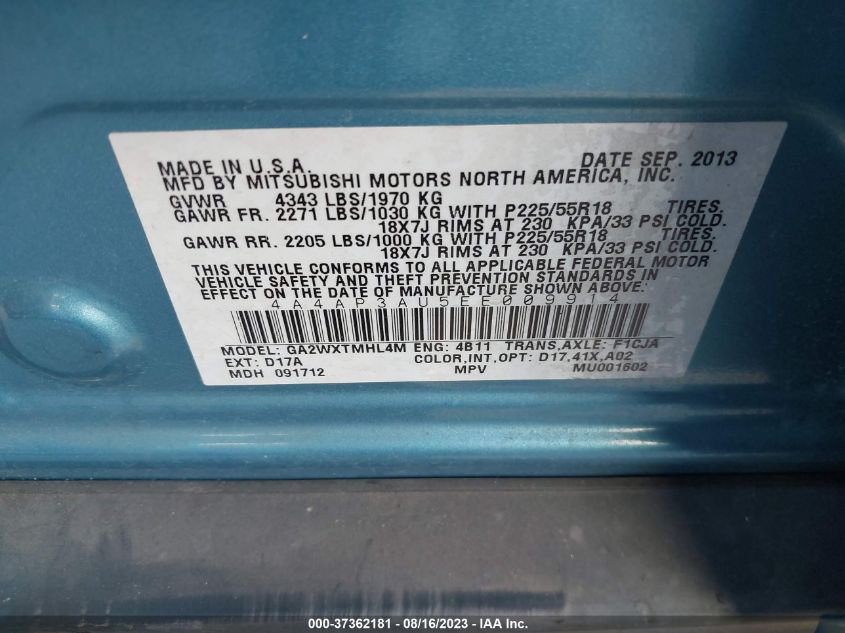 MADE IN U.S.A. DATE SEP. 2013
MFD BY MITSUBISHI MOTORS NORTH AMERICA, INC.
GVWR 4343 LBS/1970 KG
GAWR FR. 2271 LBS/1030 KG WITH P225/55R18 TIRES.
18X7J RIMS AT 230 KPA/33 PSI COLD.
GAWR RR. 2205 LBS/1000 KG WITH P225/55R18 TIRES.
18X7J RIMS AT 230 KPA/33 PSI COLD.
THIS VEHICLE CONFORMS TO ALL APPLICABLE FEDERAL MOTOR
VEHICLE SAFETY AND THEFT PREVENTION STANDARDS IN
EFFECT ON THE DATE OF MANUFACTURE SHOWN ABOVE.
4A4AP3AU5EE009914
MODEL: GA2WXTMHL4M ENG: 4B11 TRANS,AXLE: F1CJA
EXT: D17A COLOR,INT,OPT: D17,41X,A02
MDH 091712 MPV MU001602
000-37362181 - 08/16/2023 - IAA Inc.